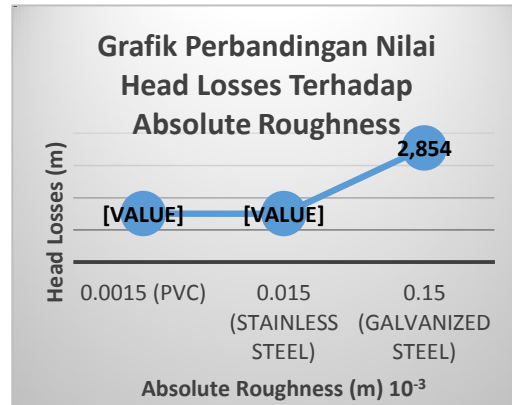 Grafik Perbandingan Nilai
Head Losses Terhadap
Absolute Roughness
Head Losses (m)
[VALUE]
[VALUE]
2,854
0.0015 (PVC)
0.015
(STAINLESS
STEEL)
0.15
(GALVANIZED
STEEL)
Absolute Roughness (m) 10⁻³